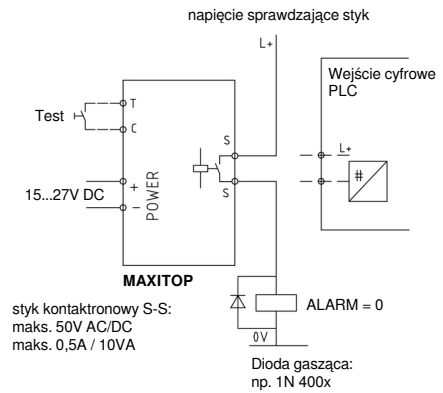 napięcie sprawdzające styk
L+
Wejście cyfrowe
PLC
T
Test
C
S
L+
#
15...27V DC
+
-
POWER
S
MAXITOP
styk kontaktronowy S-S:
maks. 50V AC/DC
maks. 0,5A / 10VA
ALARM = 0
0V
Dioda gasząca:
np. 1N 400x